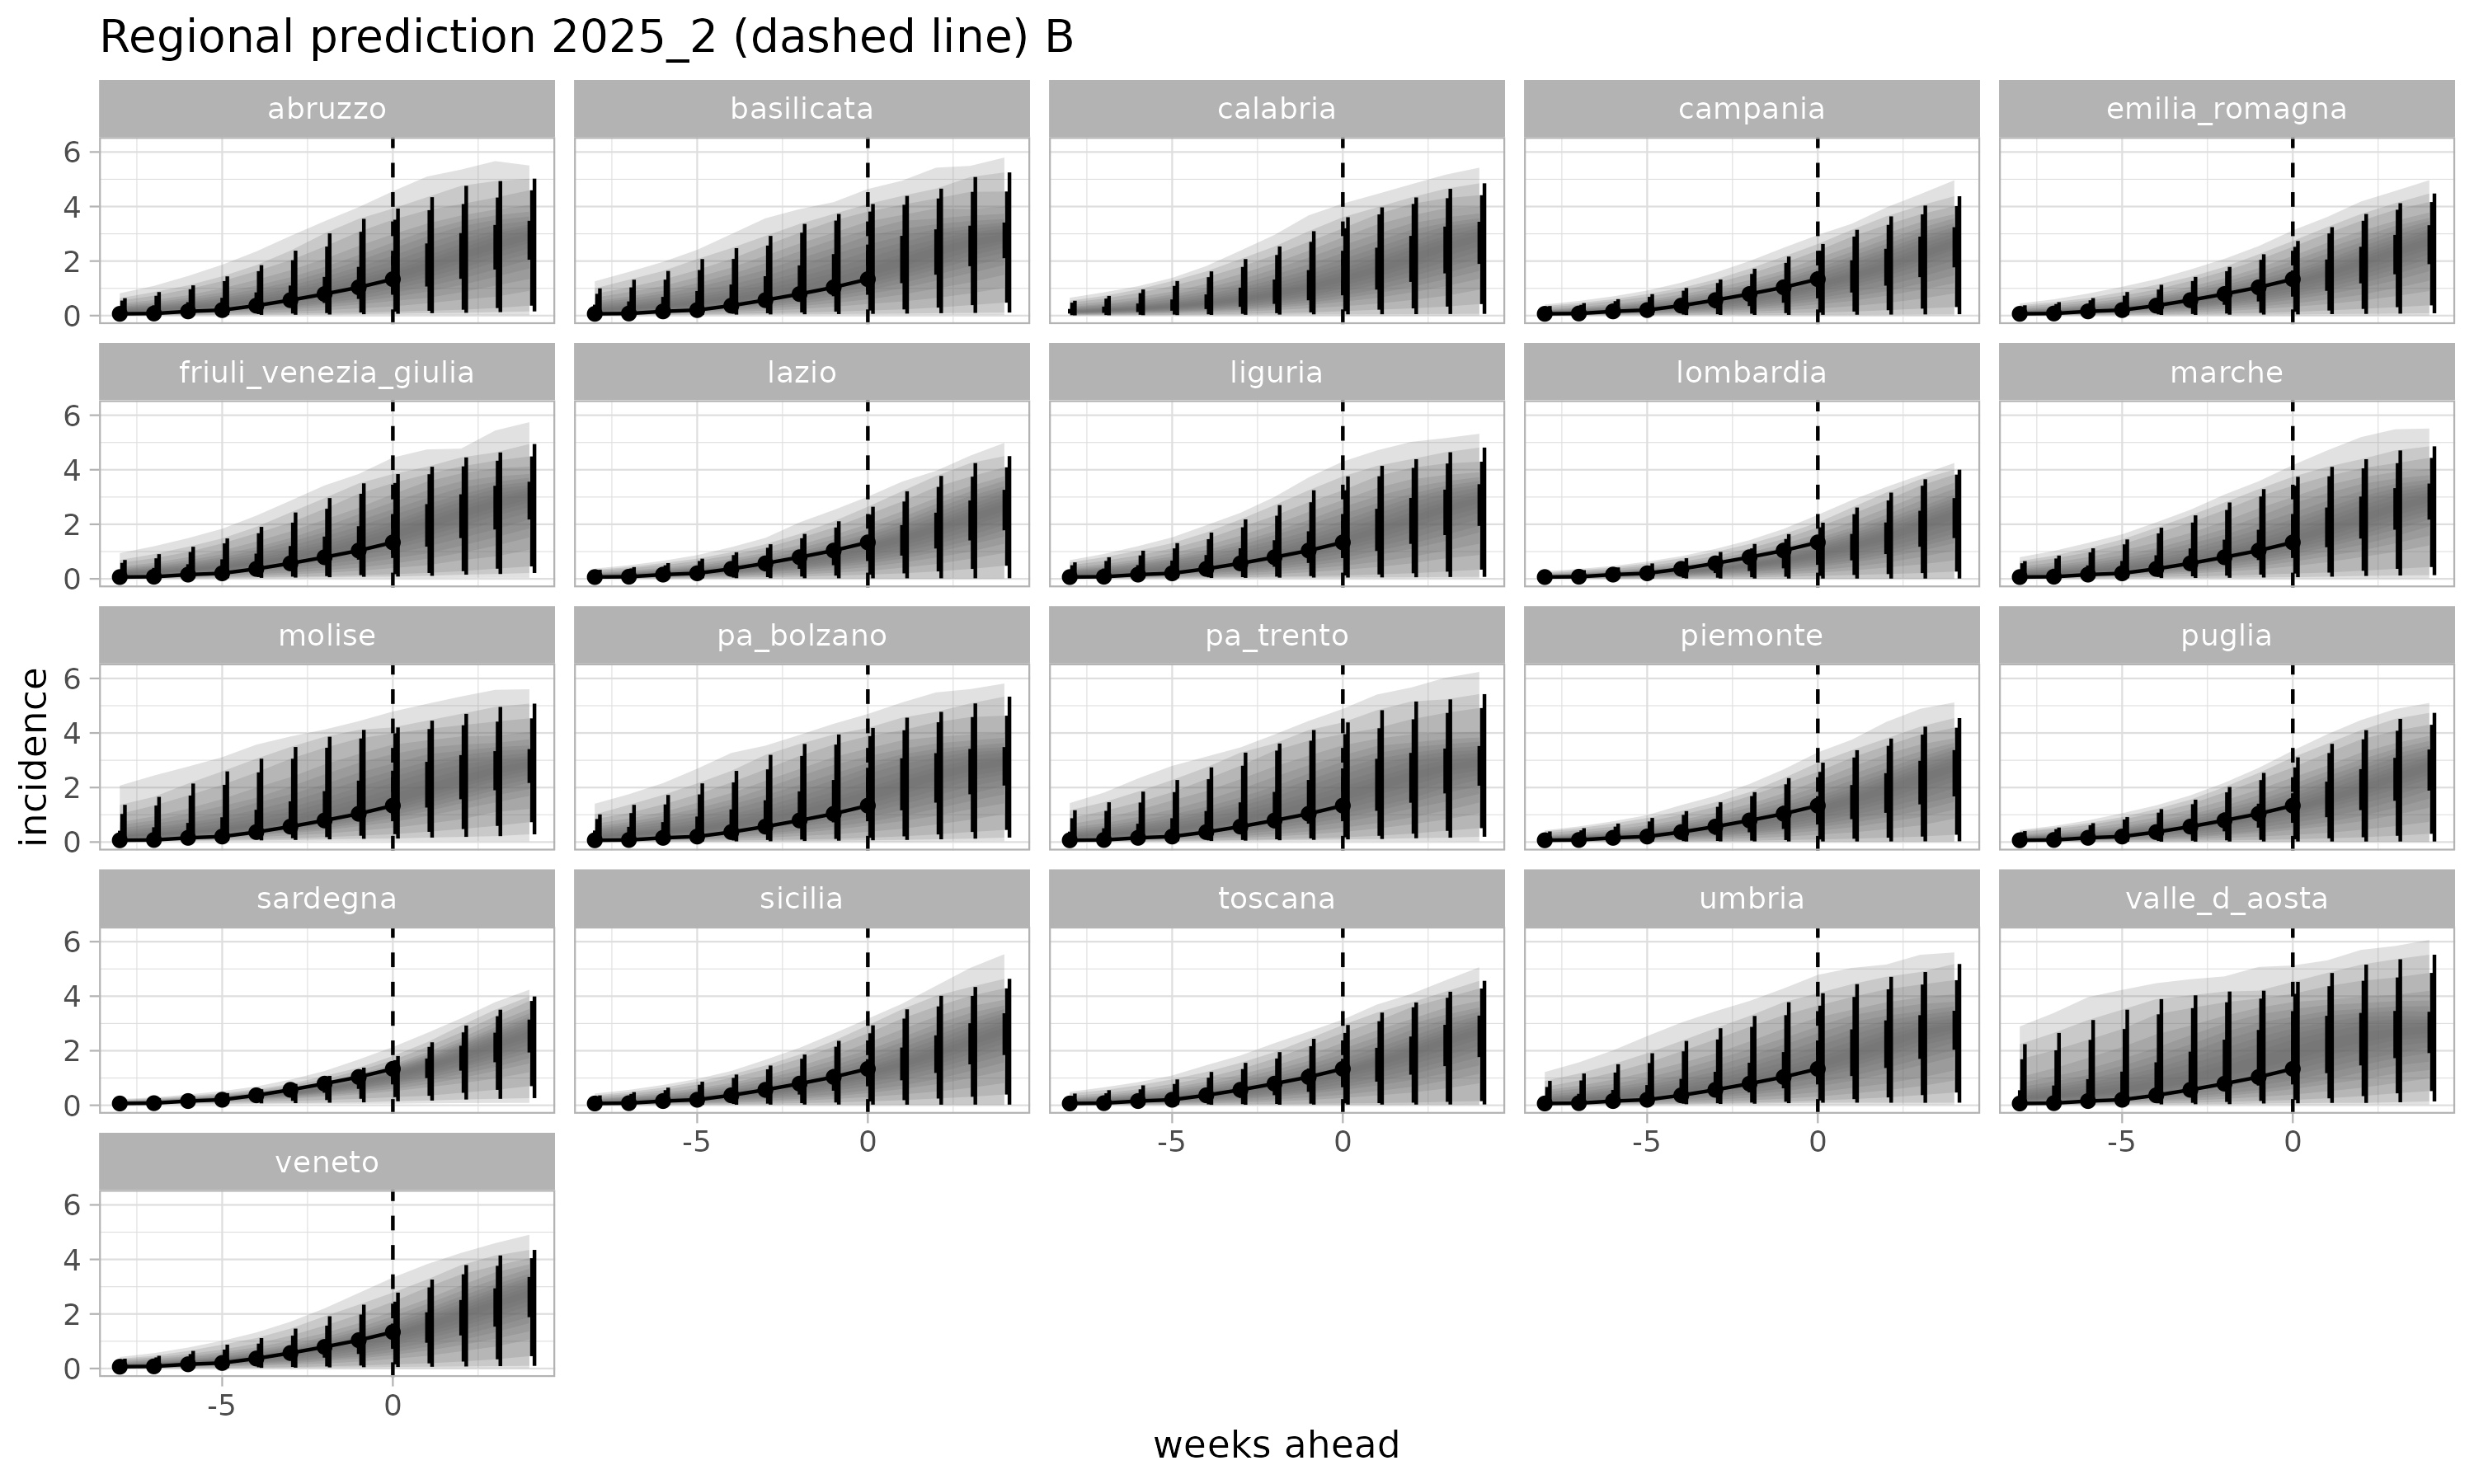 Regional prediction 2025_2 (dashed line) B
abruzzo basilicata calabria campania emilia_romagna
6
4
2
0
friuli_venezia_giulia lazio liguria lombardia marche
6
4
2
0
molise pa_bolzano pa_trento piemonte puglia
6
4
2
0
incidence
sardegna sicilia toscana umbria valle_d_aosta
6
4
2
0
-5 0 -5 0 -5 0 -5 0
veneto
6
4
2
0
-5 0
weeks ahead